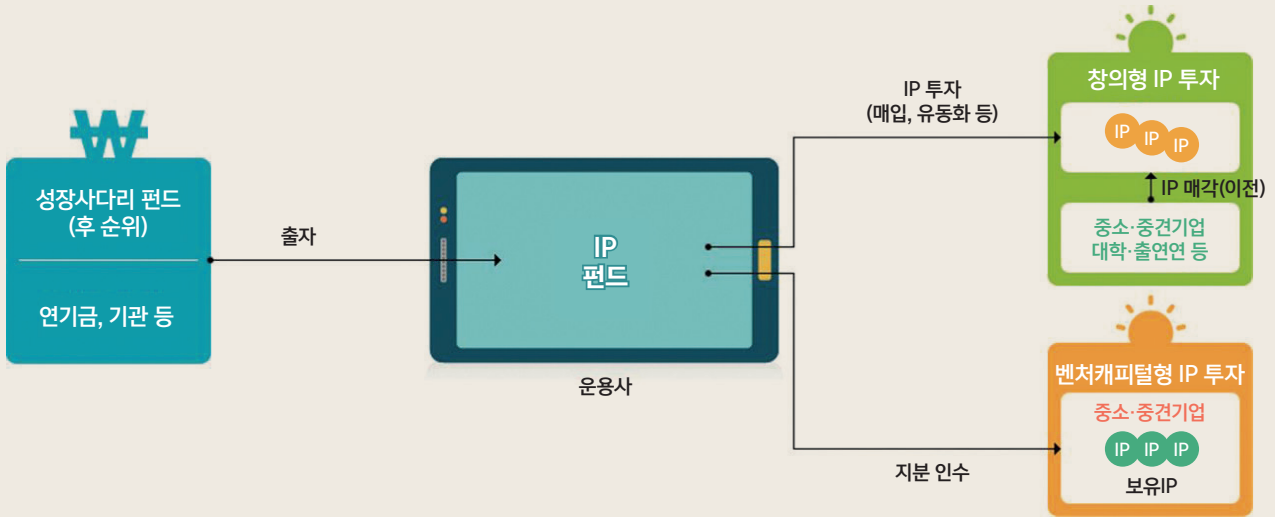 ₩
성장사다리 펀드
(후 순위)
연기금, 기관 등
출자
IP
펀드
운용사
IP 투자
(매입, 유동화 등)
지분 인수
창의형 IP 투자
IP IP IP
IP 매각(이전)
중소·중견기업
대학·출연연 등
벤처캐피털형 IP 투자
중소·중견기업
IP IP IP
보유IP